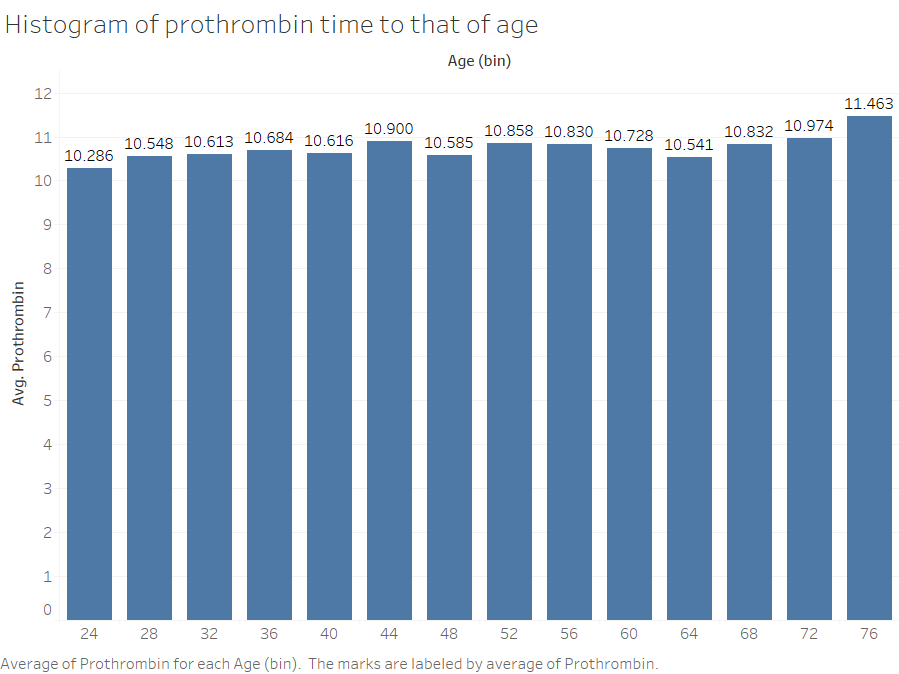 Histogram of prothrombin time to that of age
Age (bin)
12
11
10
9
8
7
6
5
4
3
2
1
0
Avg. Prothrombin
10.286 10.548 10.613 10.684 10.616 10.900 10.585 10.858 10.830 10.728 10.541 10.832 10.974 11.463
24 28 32 36 40 44 48 52 56 60 64 68 72 76
Average of Prothrombin for each Age (bin). The marks are labeled by average of Prothrombin.